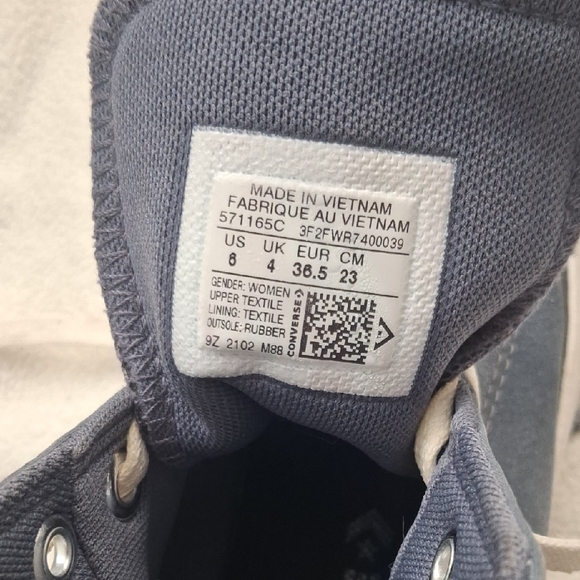 MADE IN VIETNAM
FABRIQUE AU VIETNAM
571165C 3F2FWR7400039
US UK EUR CM
6 4 36.5 23
GENDER: WOMEN
UPPER TEXTILE
LINING: TEXTILE
OUTSOLE: RUBBER
9Z 2102 M88
CONVERSE